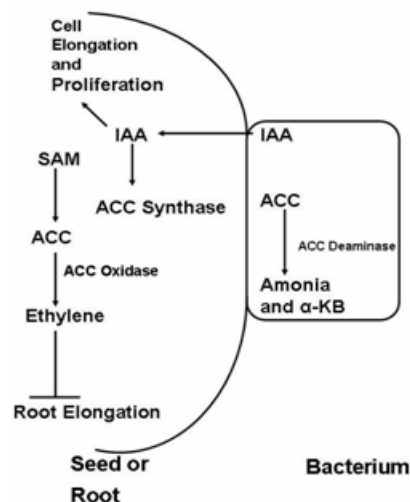 Cell
Elongation
and
Proliferation
IAA
IAA
SAM
ACC Synthase
ACC
ACC
ACC Deaminase
ACC Oxidase
Amonia
and α-KB
Ethylene
Root Elongation
Seed or
Root
Bacterium